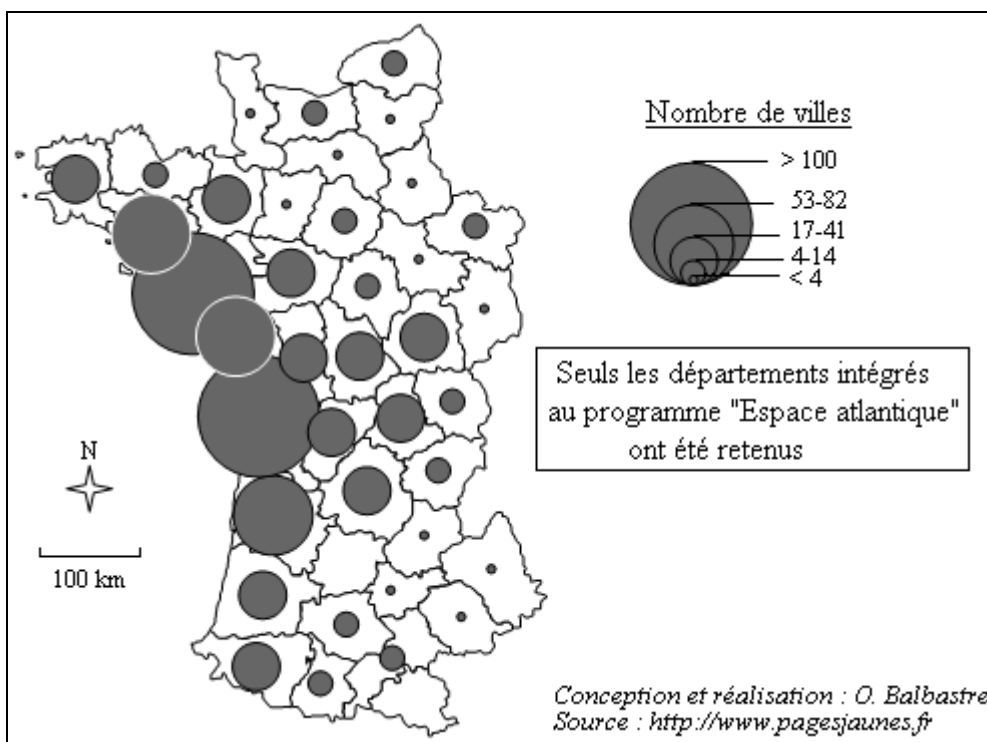 Nombre de villes
> 100
53-82
17-41
4-14
< 4
Seuls les départements intégrés
au programme "Espace atlantique"
ont été retenus
N
100 km
Conception et réalisation : O. Balbastre
Source : http://www.pagesjaunes.fr